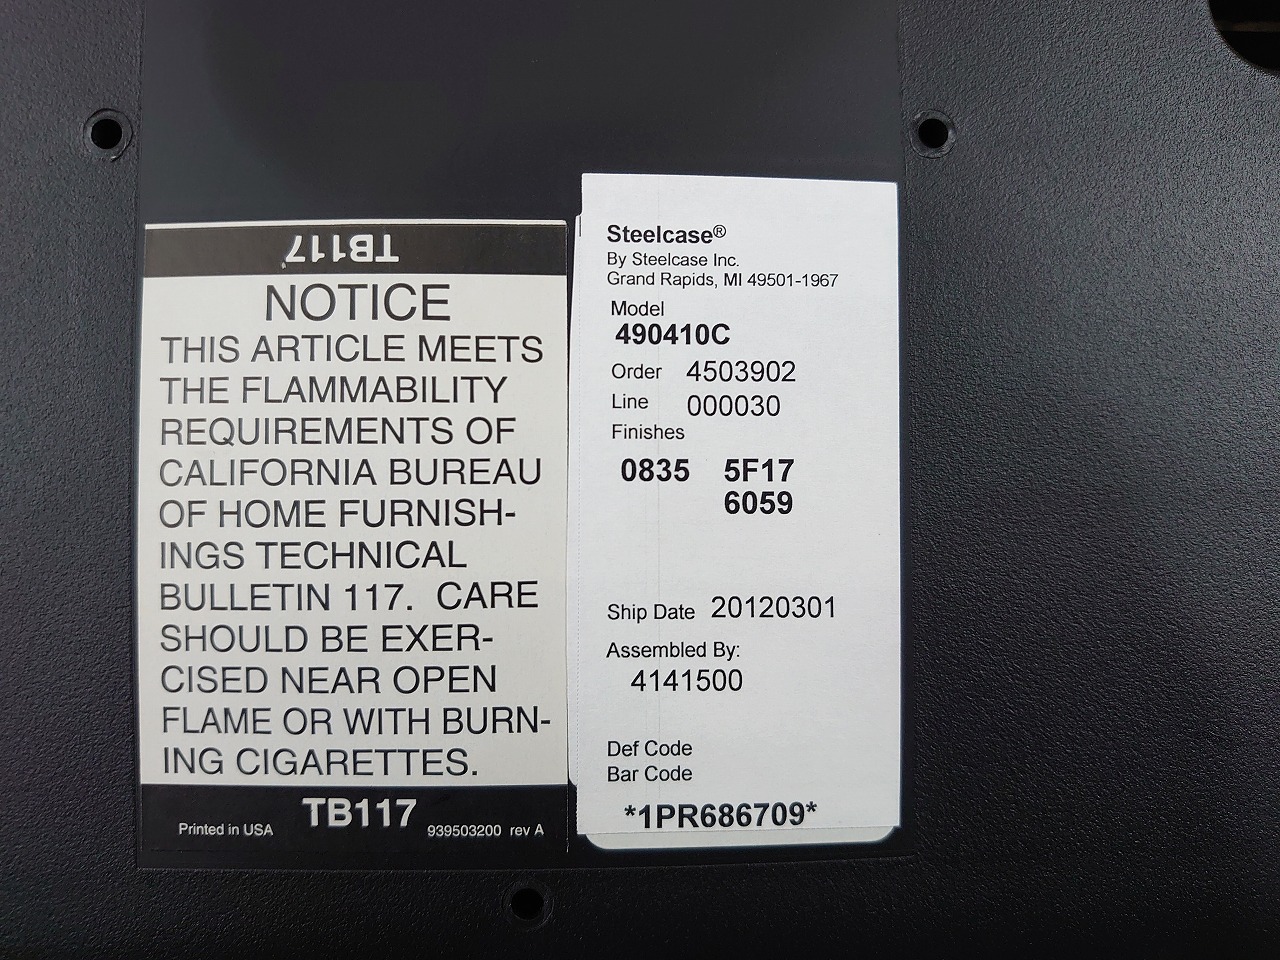 TB117
NOTICE
THIS ARTICLE MEETS
THE FLAMMABILITY
REQUIREMENTS OF
CALIFORNIA BUREAU
OF HOME FURNISH-
INGS TECHNICAL
BULLETIN 117. CARE
SHOULD BE EXER-
CISED NEAR OPEN
FLAME OR WITH BURN-
ING CIGARETTES.
Printed in USA TB117 939503200 rev A
Steelcase®
By Steelcase Inc.
Grand Rapids, MI 49501-1967
Model
490410C
Order 4503902
Line 000030
Finishes
0835 5F17
6059
Ship Date 20120301
Assembled By:
4141500
Def Code
Bar Code
*1PR686709*